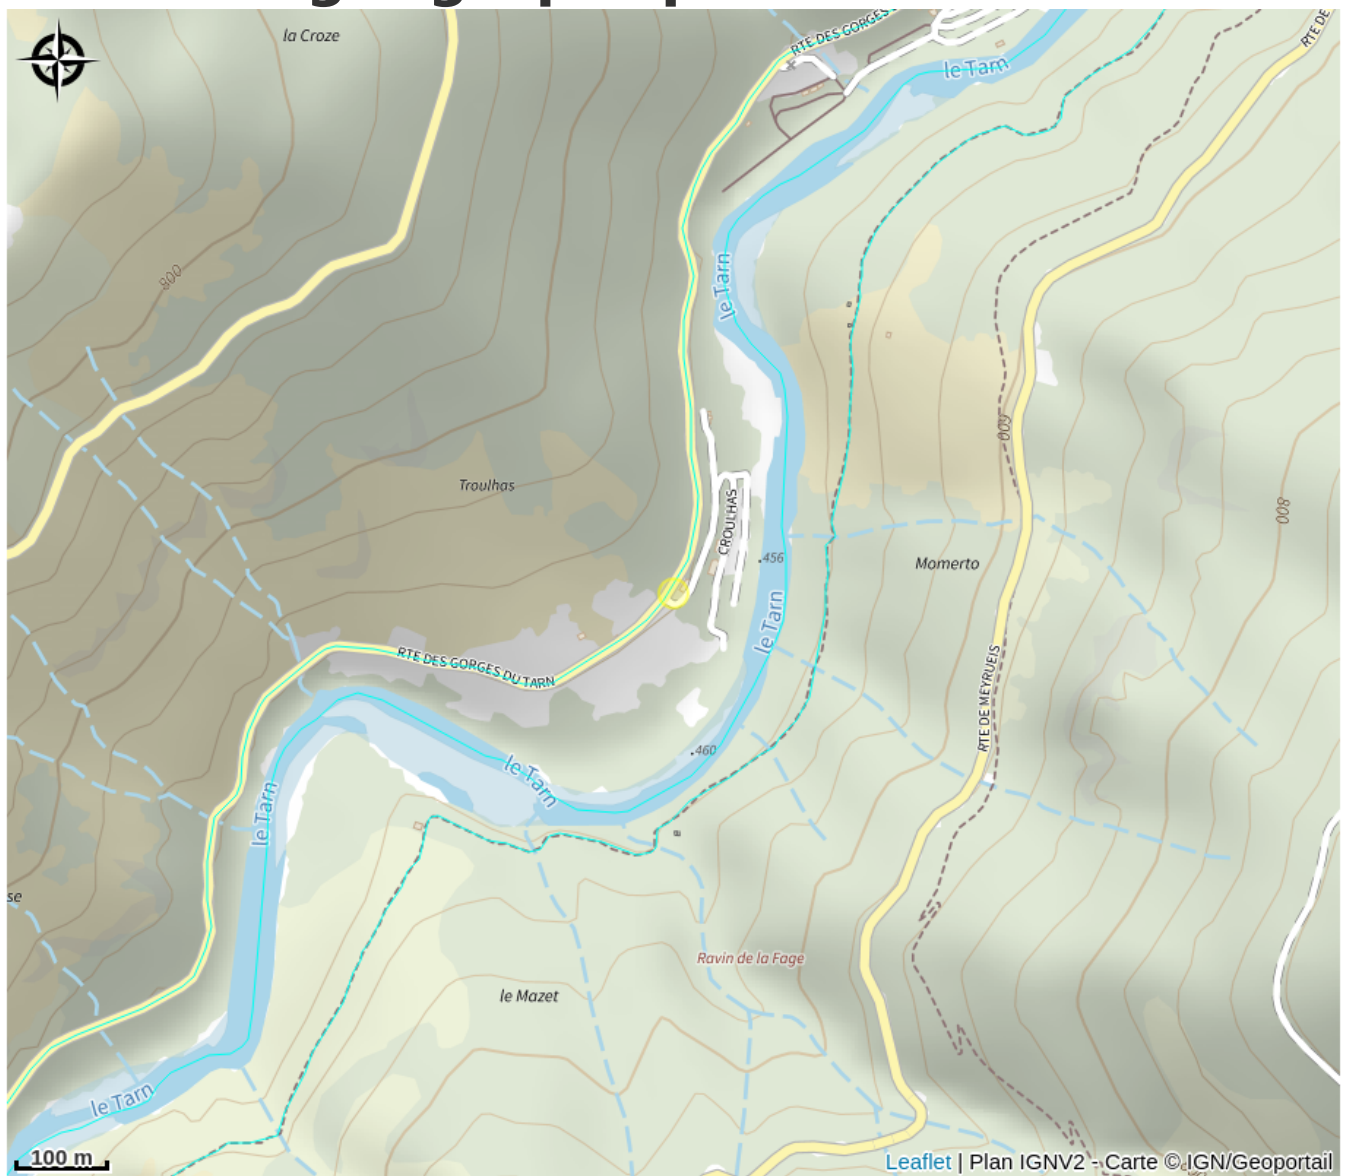 la Croze
RTE DES GORGES
RTE DE
le Tarn
800
le Tarn
600
Troulhas
CROULHAS
800
.456
Momerto
le Tarn
RTE DES GORGES DU TARN
RTE DE MEYRUEIS
.460
le Tarn
le Tarn
se
Ravin de la Fage
le Mazet
le Tarn
100 m
Leaflet | Plan IGNV2 - Carte © IGN/Geoportail